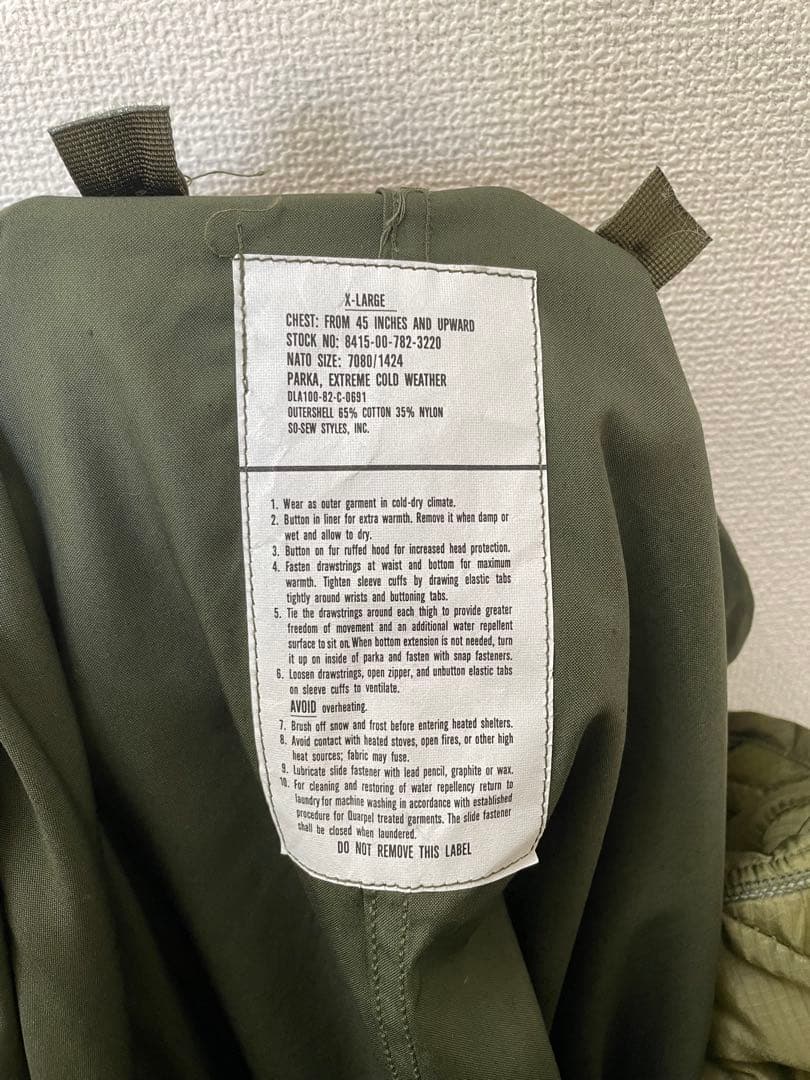 X-LARGE
CHEST: FROM 45 INCHES AND UPWARD
STOCK NO: 8415-00-782-3220
NATO SIZE: 7080/1424
PARKA, EXTREME COLD WEATHER
DLA100-82-C-0691
OUTERSHELL 65% COTTON 35% NYLON
SO-SEW STYLES, INC.
1. Wear as outer garment in cold-dry climate.
2. Button in liner for extra warmth. Remove it when damp or
wet and allow to dry.
3. Button on fur ruffed hood for increased head protection.
4. Fasten drawstrings at waist and bottom for maximum
warmth. Tighten sleeve cuffs by drawing elastic tabs
tightly around wrists and buttoning tabs.
5. Tie the drawstrings around each thigh to provide greater
freedom of movement and an additional water repellent
surface to sit on. When bottom extension is not needed, turn
it up on inside of parka and fasten with snap fasteners.
6. Loosen drawstrings, open zipper, and unbutton elastic tabs
on sleeve cuffs to ventilate.
AVOID overheating.
7. Brush off snow and frost before entering heated shelters.
8. Avoid contact with heated stoves, open fires, or other high
heat sources; fabric may fuse.
9. Lubricate slide fastener with lead pencil, graphite or wax.
10. For cleaning and restoring of water repellency return to
laundry for machine washing in accordance with established
procedure for Quarpel treated garments. The slide fastener
shall be closed when laundered.
DO NOT REMOVE THIS LABEL